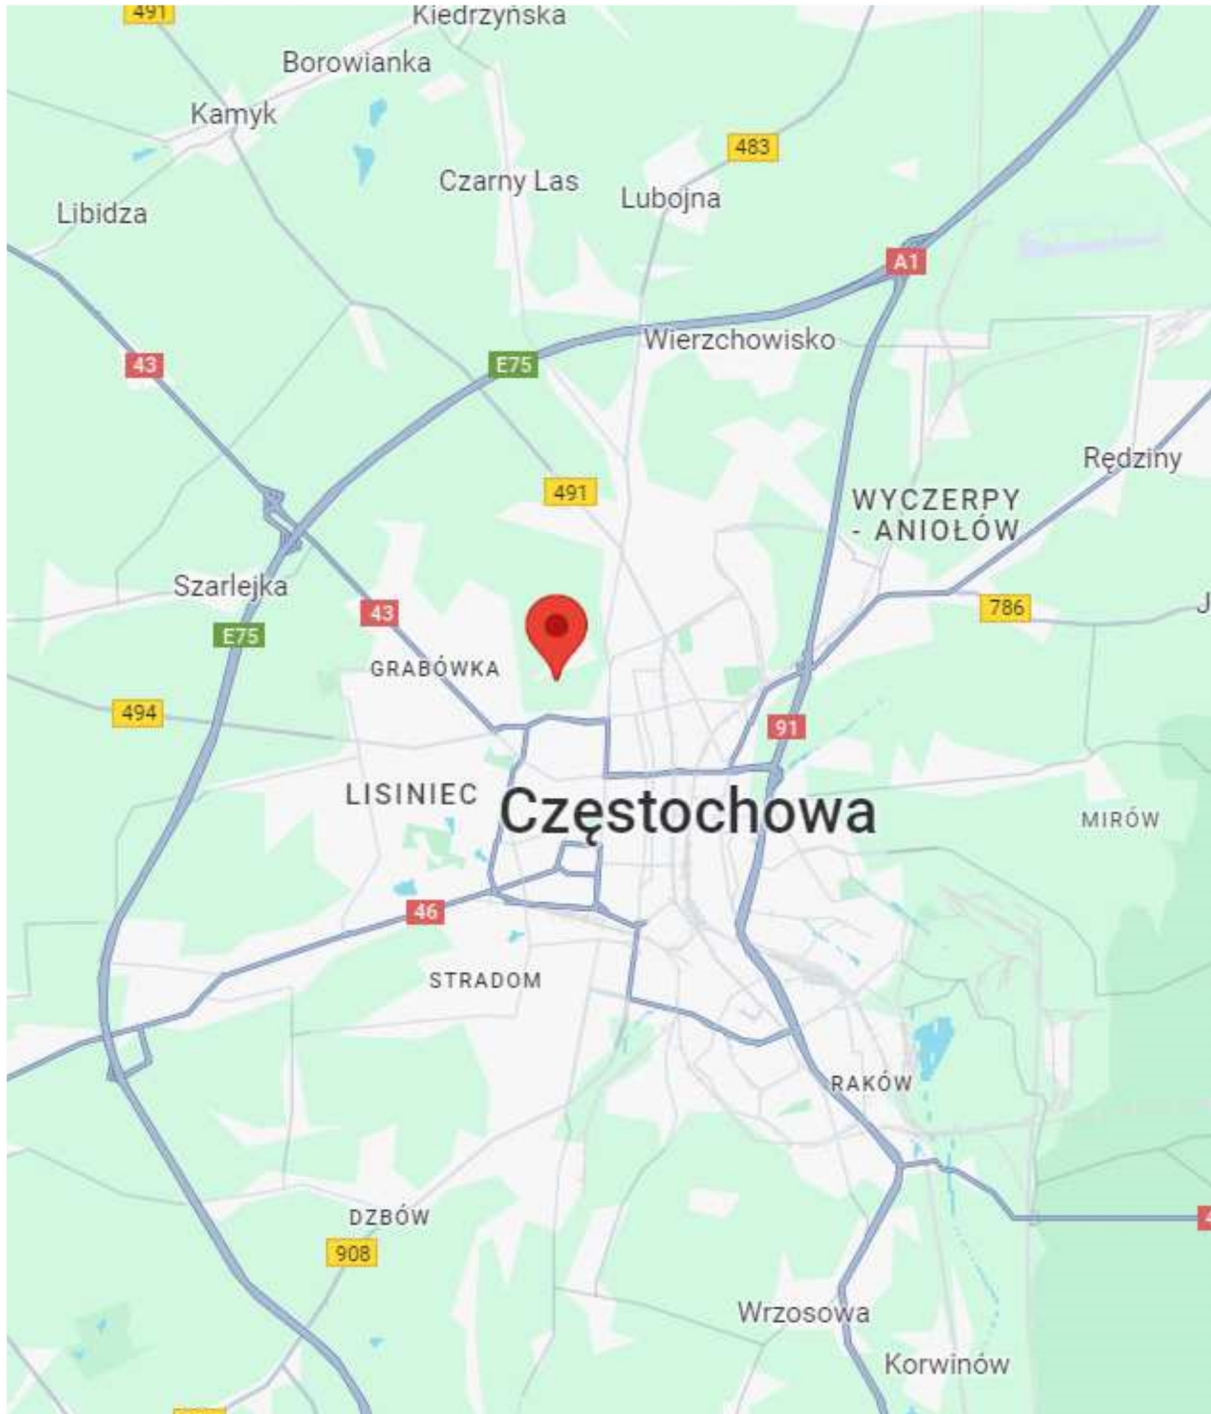 491
Kiedrzyńska
Borowianka
Kamyk
483
Czarny Las
Lubojna
Libidza
A1
Wierzchowisko
43
E75
Rędziny
491
WYCZERPY
- ANIOŁÓW
Szarlejka
43
786
J
E75
GRABÓWKA
494
91
LISINIEC
Częstochowa
MIRÓW
46
STRADOM
RAKÓW
DZBÓW
4
908
Wrzosowa
Korwinów